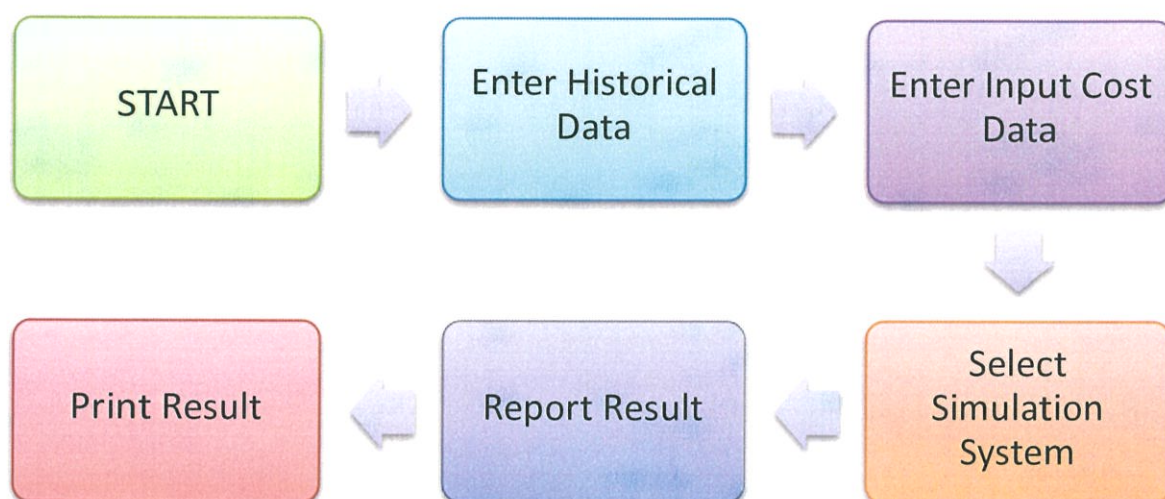 START
Enter Historical
Data
Enter Input Cost
Data
Select
Simulation
System
Report Result
Print Result